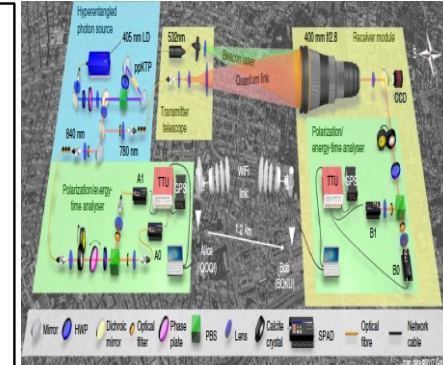 Hyperentangled
photon source
405 nm LD
ppKTP
840 nm
780 nm
532nm
Beacon laser
Quantum link
Transmitter
telescope
400 mm f/2.8
Receiver module
CCD
S
Polarization/energy-
time analyser
A1
A0
TTU
GPS
WiFi
link
1.2 km
Alice
(QOQI)
Bob
(BOKU)
Polarization/
energy-time analyser
TTU
GPS
B1
B0
Mirror
HWP
Dichroic
mirror
Optical
filter
Phase
plate
PBS
Lens
Calcite
crystal
SPAD
Optical
fibre
Network
cable